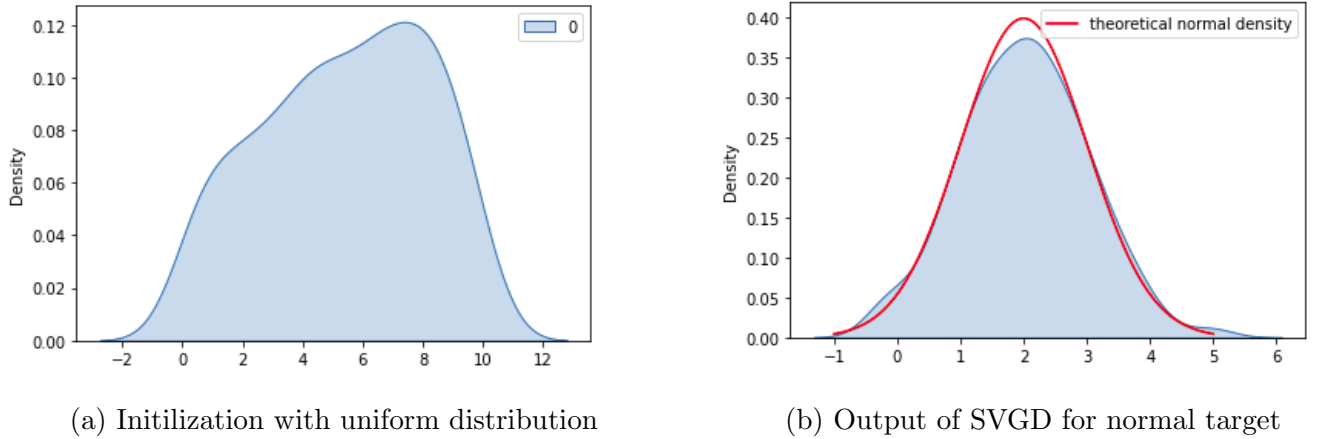 0.12
0.10
0.08
0.06
0.04
0.02
0.00
Density
−2 0 2 4 6 8 10 12
0
(a) Initilization with uniform distribution
0.40
0.35
0.30
0.25
0.20
0.15
0.10
0.05
0.00
Density
−1 0 1 2 3 4 5 6
theoretical normal density
(b) Output of SVGD for normal target